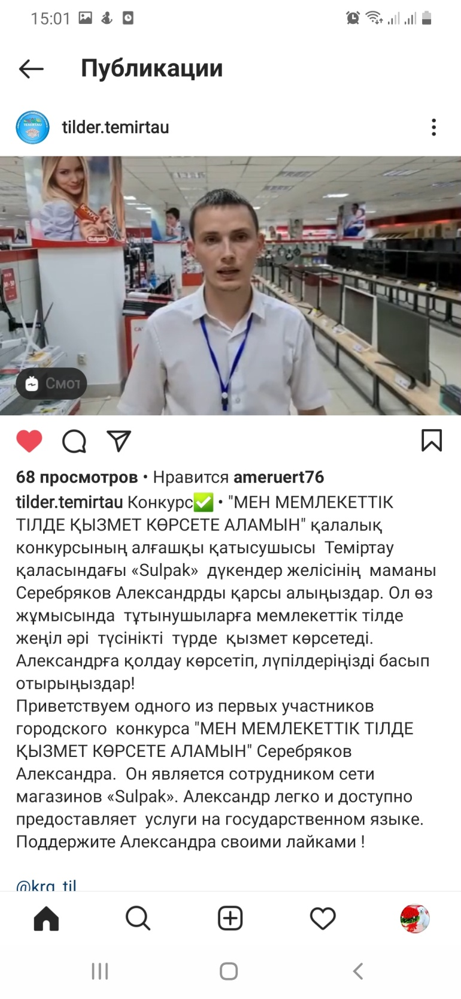 15:01
Публикации
tilder.temirtau
TEMIRTAU
БОНУС
Sulpak
Смот
68 просмотров • Нравится ameruert76
tilder.temirtau Конкурс✅ • "МЕН МЕМЛЕКЕТТІК
ТІЛДЕ ҚЫЗМЕТ КӨРСЕТЕ АЛАМЫН" қалалық
конкурсының алғашқы қатысушысы Теміртау
қаласындағы «Sulpak» дүкендер желісінің маманы
Серебряков Александрды қарсы алыңыздар. Ол өз
жұмысында тұтынушыларға мемлекеттік тілде
жеңіл әрі түсінікті түрде қызмет көрсетеді.
Александрға қолдау көрсетіп, лүпілдеріңізді басып
отырыңыздар!
Приветствуем одного из первых участников
городского конкурса "МЕН МЕМЛЕКЕТТІК ТІЛДЕ
ҚЫЗМЕТ КӨРСЕТЕ АЛАМЫН" Серебряков
Александра. Он является сотрудником сети
магазинов «Sulpak». Александр легко и доступно
предоставляет услуги на государственном языке.
Поддержите Александра своими лайками !
@krg_til